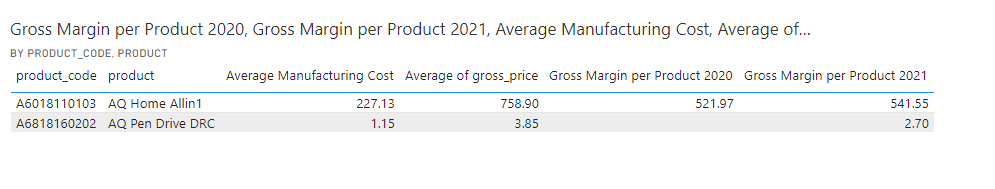 Gross Margin per Product 2020, Gross Margin per Product 2021, Average Manufacturing Cost, Average of...
BY PRODUCT_CODE, PRODUCT
product_code product Average Manufacturing Cost Average of gross_price Gross Margin per Product 2020 Gross Margin per Product 2021
A6018110103 AQ Home Allin1 227.13 758.90 521.97 541.55
A6818160202 AQ Pen Drive DRC 1.15 3.85 2.70